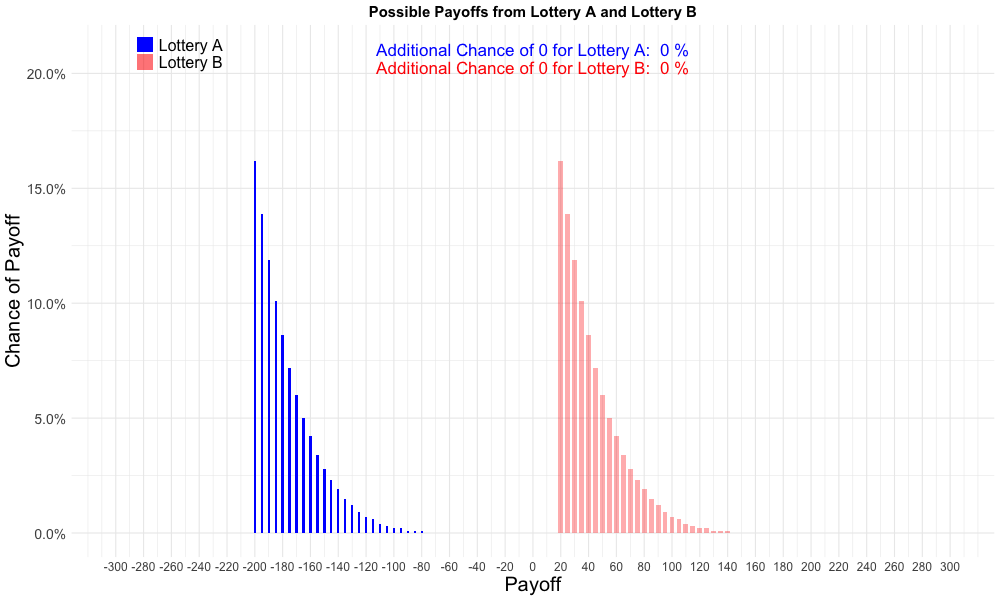 Possible Payoffs from Lottery A and Lottery B
Lottery A
Lottery B
Additional Chance of 0 for Lottery A: 0 %
Additional Chance of 0 for Lottery B: 0 %
Chance of Payoff
20.0%
15.0%
10.0%
5.0%
0.0%
-300 -280 -260 -240 -220 -200 -180 -160 -140 -120 -100 -80 -60 -40 -20 0 20 40 60 80 100 120 140 160 180 200 220 240 260 280 300
Payoff